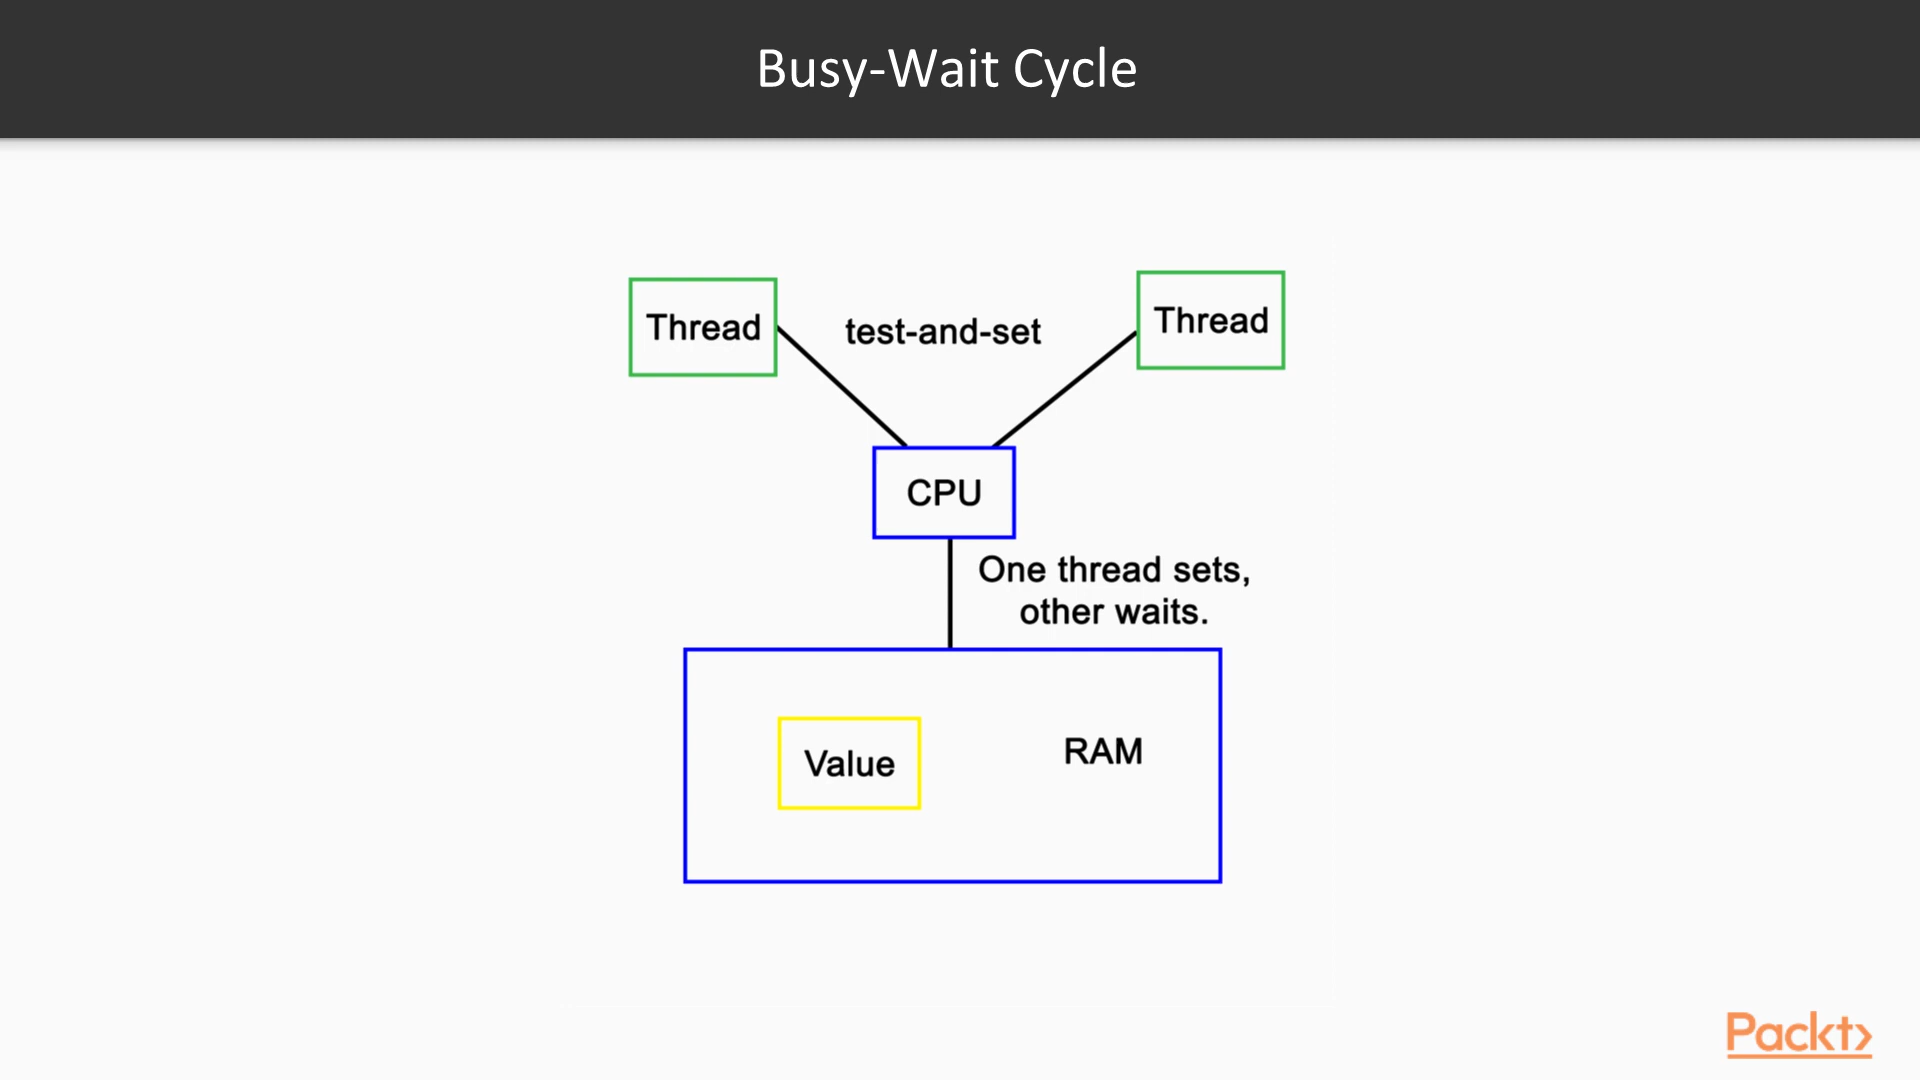 Busy-Wait Cycle
Thread
test-and-set
Thread
CPU
One thread sets,
other waits.
Value
RAM
Packt>